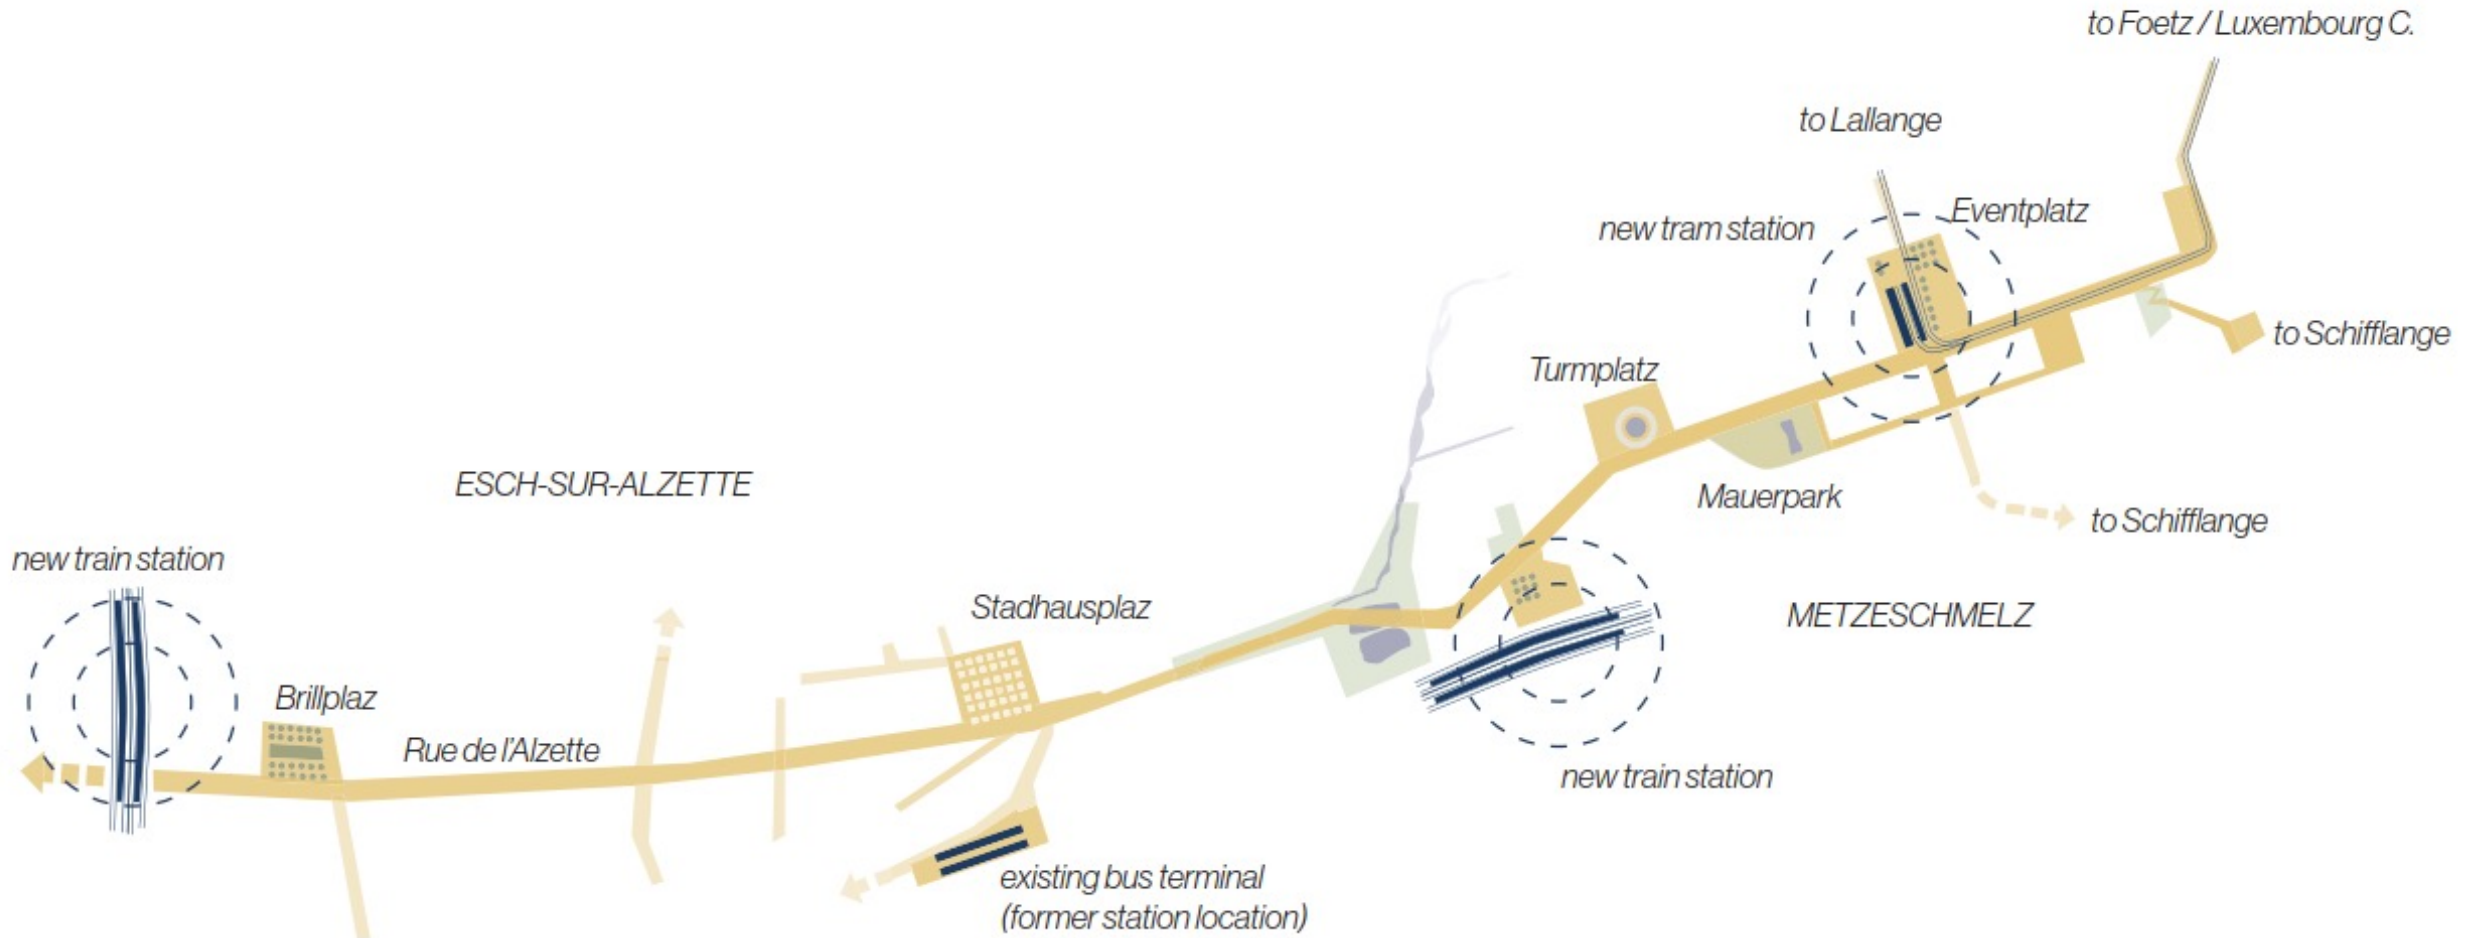 to Foetz / Luxembourg C.
to Lallange
Eventplatz
new tram station
to Schifflange
Turmplatz
Mauerpark
to Schifflange
ESCH-SUR-ALZETTE
new train station
Stadhausplaz
METZESCHMELZ
Brillplaz
Rue de l'Alzette
new train station
existing bus terminal
(former station location)